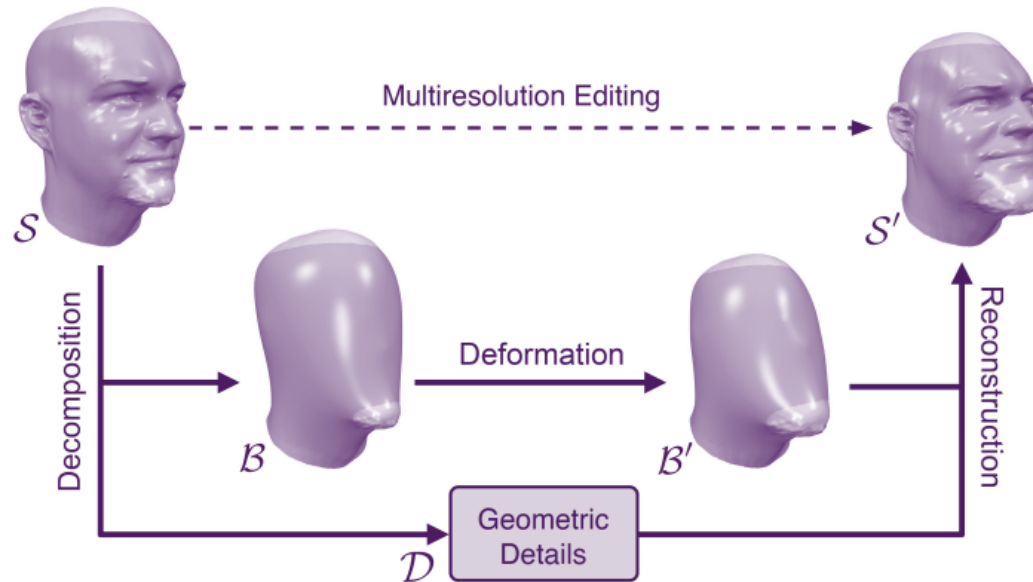 Multiresolution Editing
𝒮
𝒮′
Decomposition
Deformation
Reconstruction
ℬ
ℬ′
Geometric
Details
𝒟